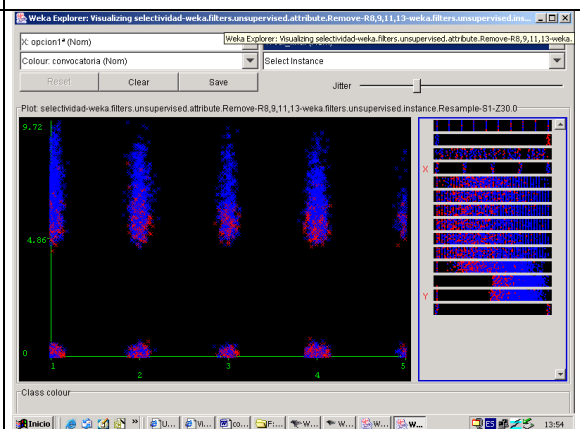 Weka Explorer: Visualizing selectividad-weka.filters.unsupervised.attribute.Remove-R8,9,11,13-weka.filters.unsupervised.ins...
Weka Explorer: Visualizing selectividad-weka.filters.unsupervised.attribute.Remove-R8,9,11,13-weka.
X: opcion1ª (Nom)
Colour: convocatoria (Nom)
Select Instance
Reset
Clear
Save
Jitter
Plot: selectividad-weka.filters.unsupervised.attribute.Remove-R8,9,11,13-weka.filters.unsupervised.instance.Resample-S1-Z30.0
9.72
4.86
0
1
2
3
4
5
X
Y
Class colour
Inicio
»
U...
Vi...
co...
F:...
W...
W...
W...
W...
ES
13:54